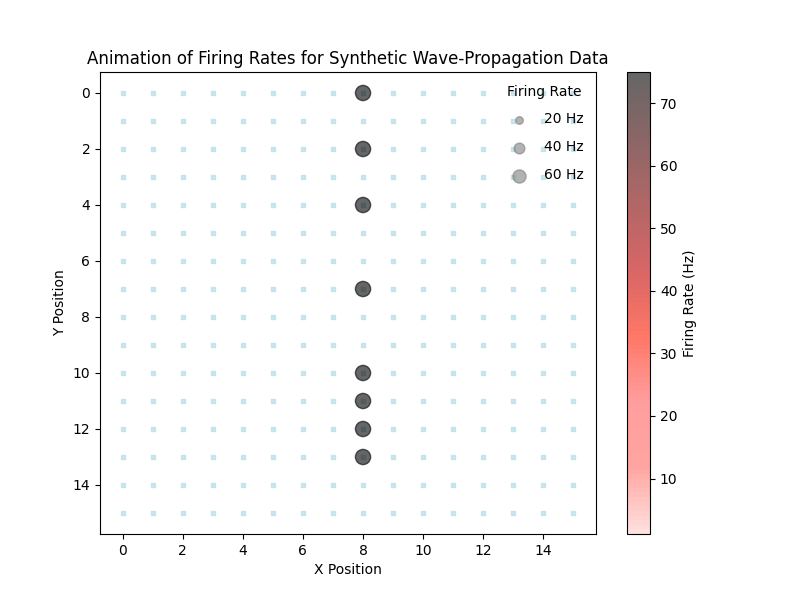 Animation of Firing Rates for Synthetic Wave-Propagation Data
Firing Rate
20 Hz
40 Hz
60 Hz
0
2
4
6
8
10
12
14
Y Position
0 2 4 6 8 10 12 14
X Position
70
60
50
40
30
20
10
Firing Rate (Hz)